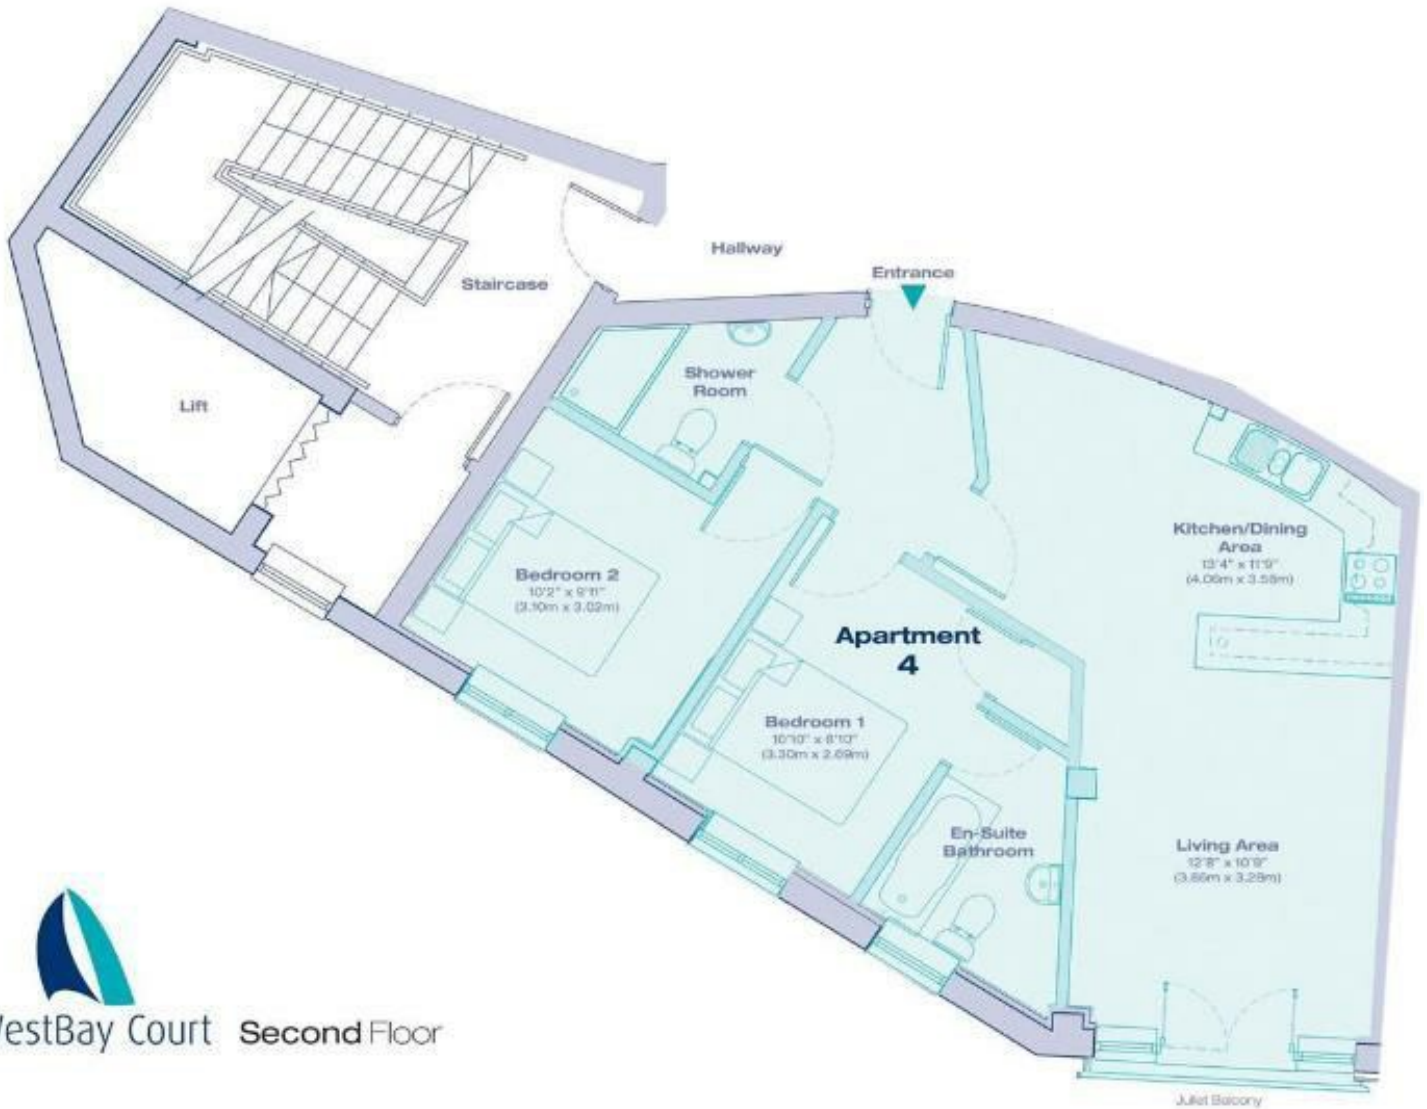 Hallway
Entrance
Staircase
Shower
Room
Lift
Kitchen/Dining
Area
13'4" x 11'9"
(4.06m x 3.58m)
Bedroom 2
10'2" x 9'11"
(3.10m x 3.02m)
Apartment
4
Bedroom 1
10'10" x 8'10"
(3.30m x 2.69m)
En-Suite
Bathroom
Living Area
12'8" x 10'9"
(3.86m x 3.28m)
WestBay Court Second Floor
Juliet Balcony